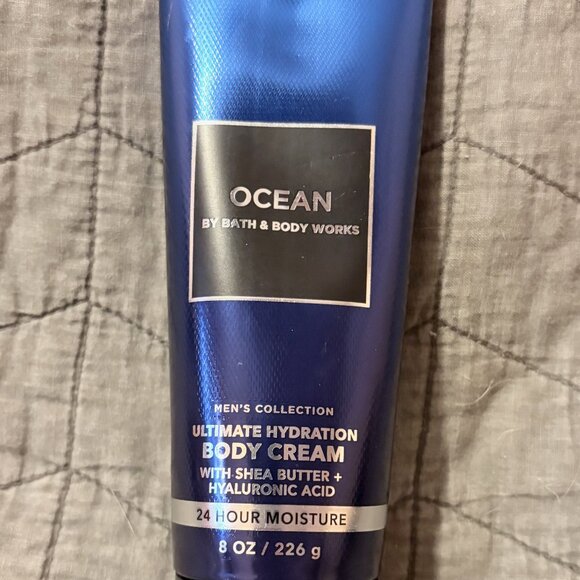 OCEAN
BY BATH & BODY WORKS
MEN'S COLLECTION
ULTIMATE HYDRATION
BODY CREAM
WITH SHEA BUTTER +
HYALURONIC ACID
24 HOUR MOISTURE
8 OZ / 226 g